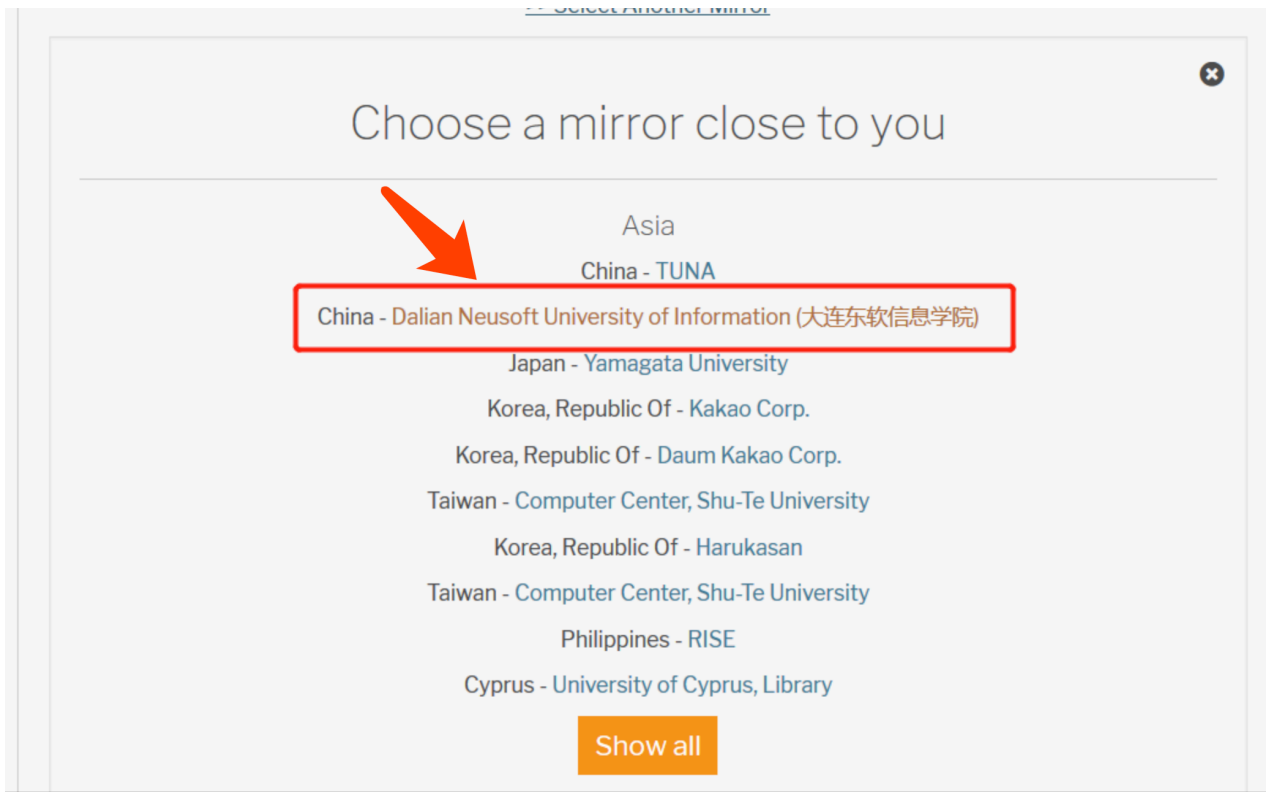 >> Select Another Mirror
Choose a mirror close to you
Asia
China - TUNA
China - Dalian Neusoft University of Information (大连东软信息学院)
Japan - Yamagata University
Korea, Republic Of - Kakao Corp.
Korea, Republic Of - Daum Kakao Corp.
Taiwan - Computer Center, Shu-Te University
Korea, Republic Of - Harukasan
Taiwan - Computer Center, Shu-Te University
Philippines - RISE
Cyprus - University of Cyprus, Library
Show all